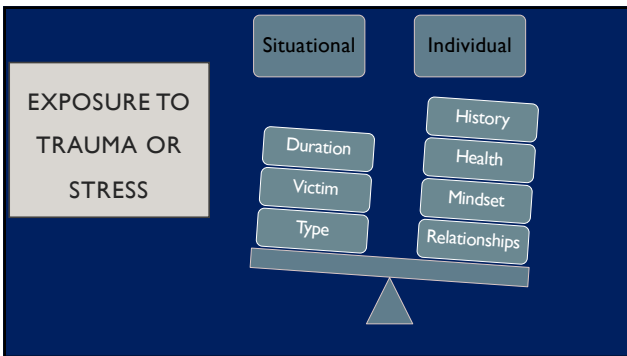 EXPOSURE TO
TRAUMA OR
STRESS
Situational
Individual
Duration
Victim
Type
History
Health
Mindset
Relationships